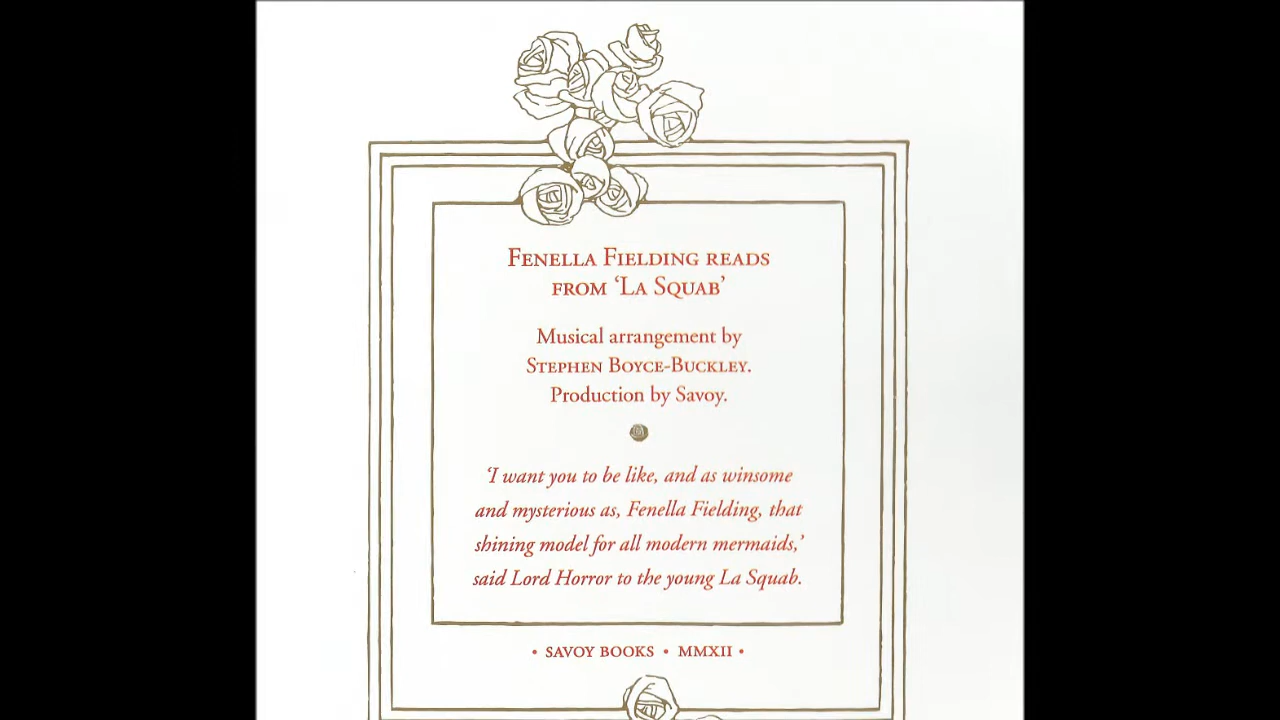 Fenella Fielding reads
from ‘La Squab’
Musical arrangement by
Stephen Boyce-Buckley.
Production by Savoy.
‘I want you to be like, and as winsome
and mysterious as, Fenella Fielding, that
shining model for all modern mermaids,’
said Lord Horror to the young La Squab.
• SAVOY BOOKS • MMXII •